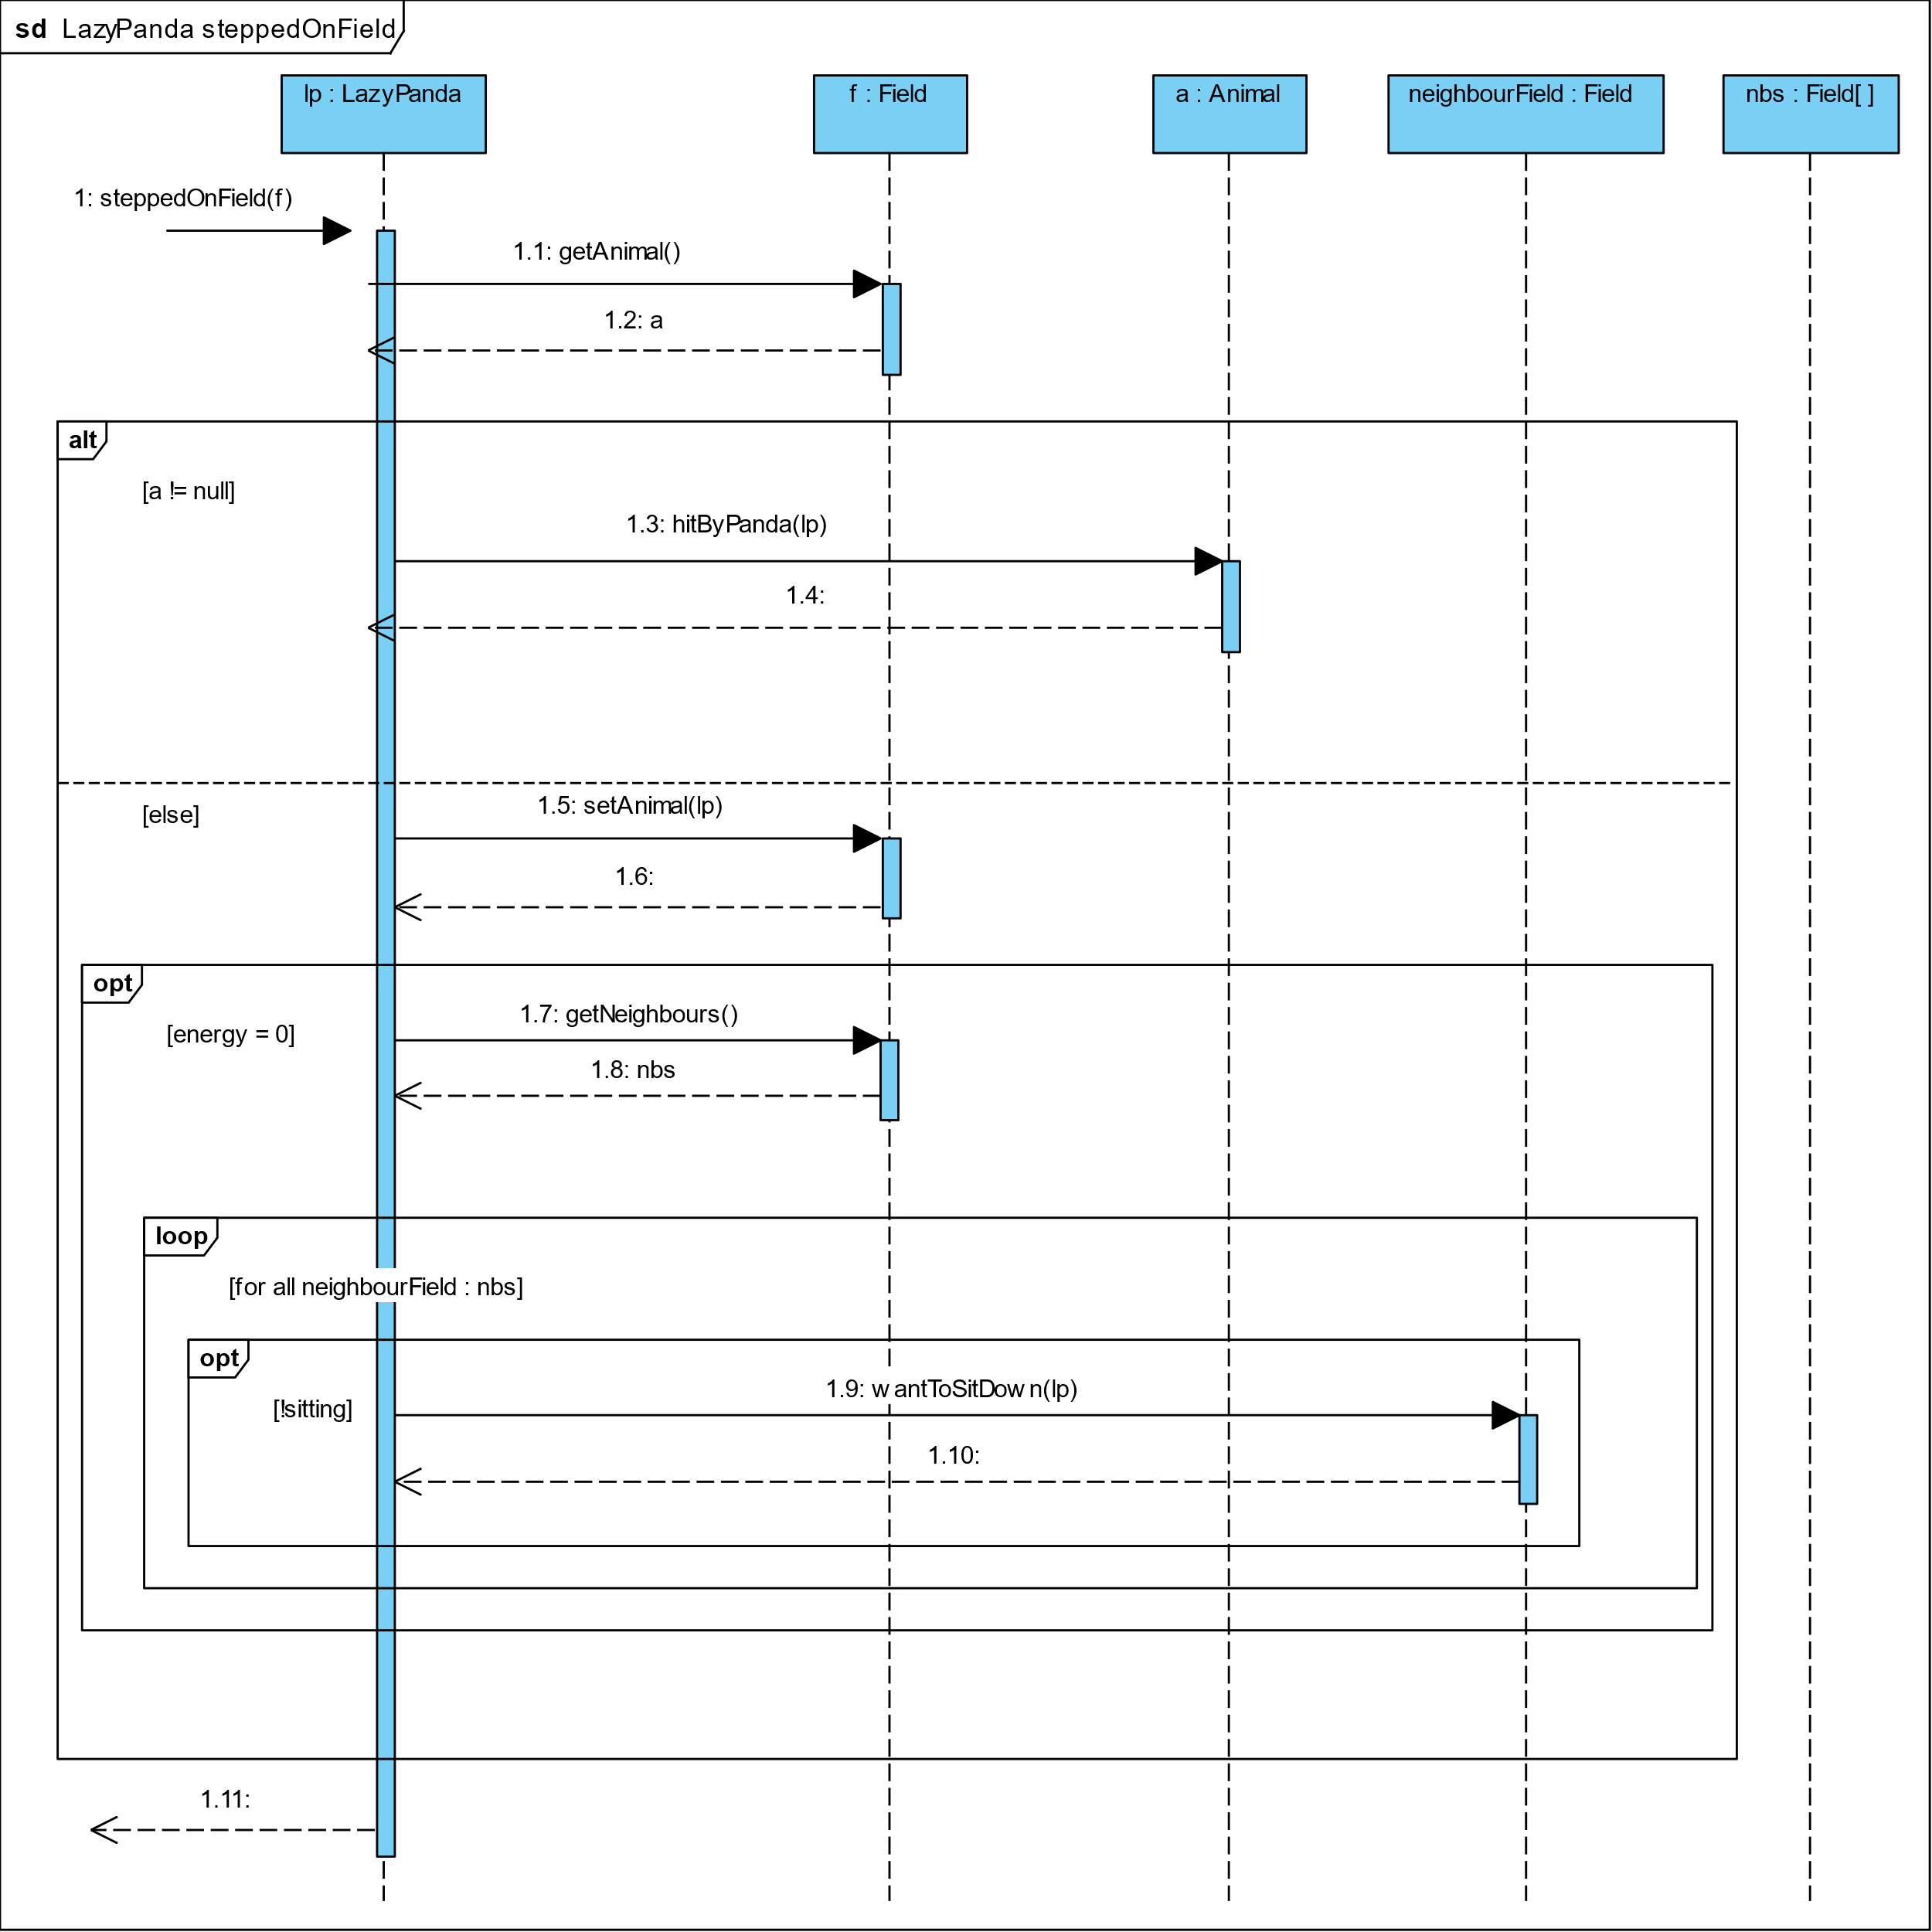 sd LazyPanda steppedOnField
lp : LazyPanda
f : Field
a : Animal
neighbourField : Field
nbs : Field[ ]
1: steppedOnField(f)
1.1: getAnimal()
1.2: a
alt
[a != null]
1.3: hitByPanda(lp)
1.4:
[else]
1.5: setAnimal(lp)
1.6:
opt
[energy = 0]
1.7: getNeighbours()
1.8: nbs
loop
[for all neighbourField : nbs]
opt
[!sitting]
1.9: wantToSitDown(lp)
1.10:
1.11: